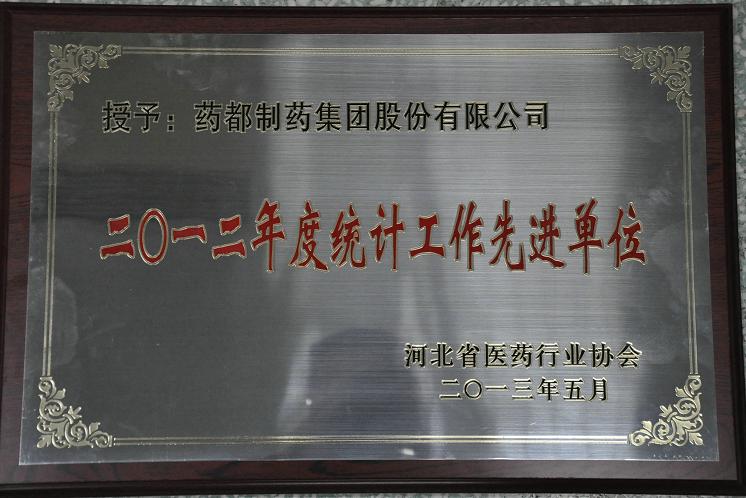 授予：药都制药集团股份有限公司
二〇一二年度统计工作先进单位
河北省医药行业协会
二〇一三年五月